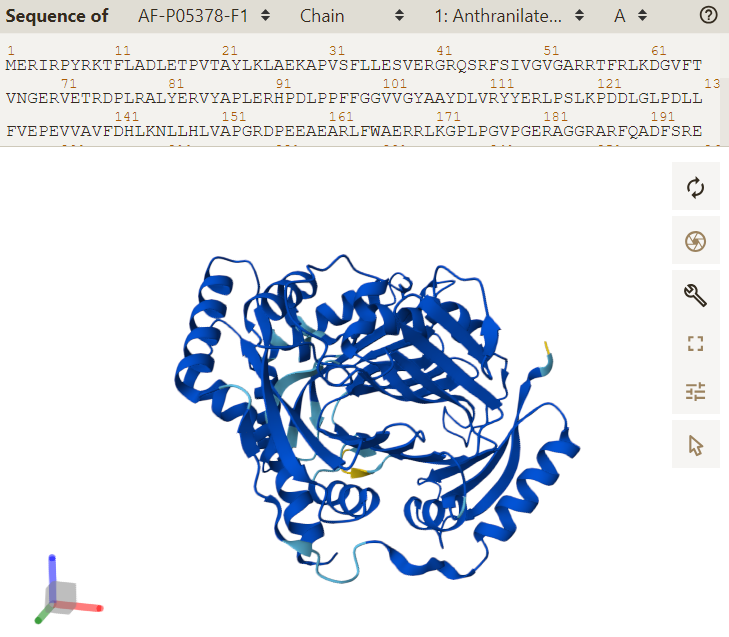 Sequence of AF-P05378-F1 Chain 1: Anthranilate... A
1 11 21 31 41 51 61
MERIRPYRKTFLADLETPVTAYLKLAEKAPVSFLLESVERGRQSRFSIVGVGARRTFRLKDGVFT
71 81 91 101 111 121 13
VNGERVETRDPLRALYERVYAPLERHPDLPPFFGGVVGYAAYDLVRYYERLPSLKPDDLGLPDLL
141 151 161 171 181 191
FVEPEVVAVFDHLKNLLHLVAPGRDPEEAEARLFWAERRLKGPLPGVPGERAGGRARFQADFSRE